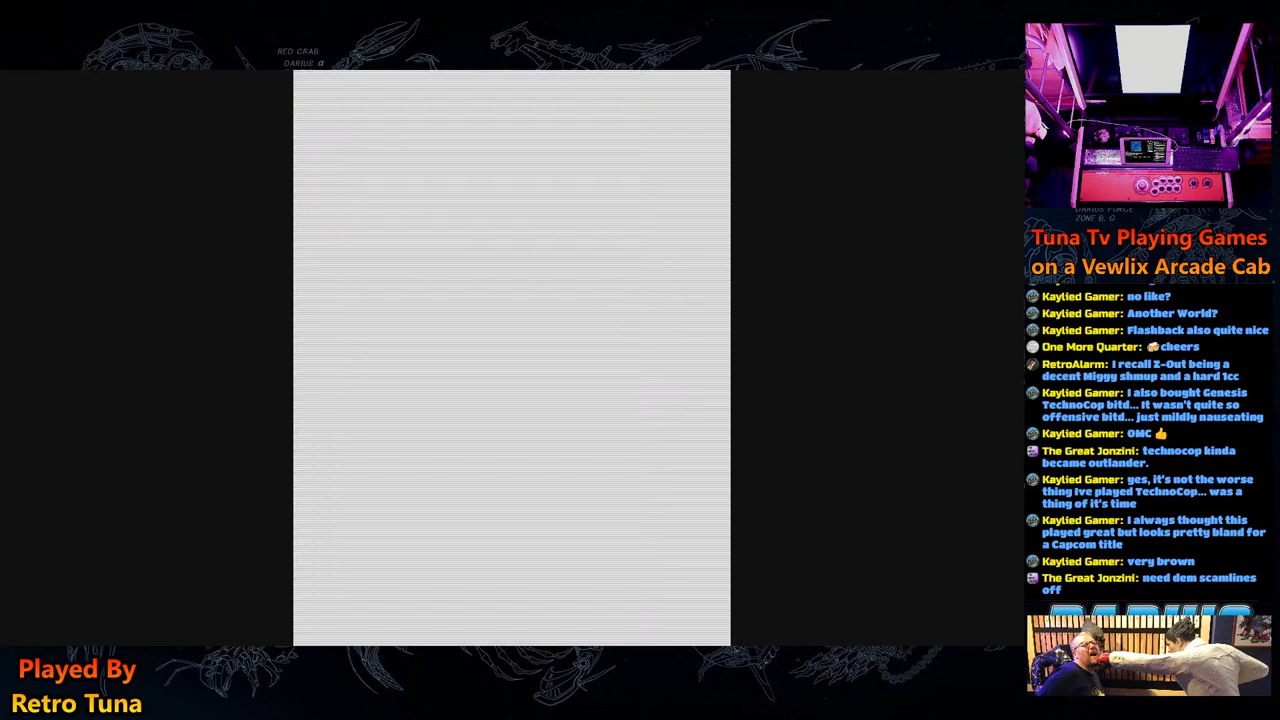 RED CRAB
DARIUS α
DARIUS FORCE
ZONE B. G
Tuna Tv Playing Games
on a Vewlix Arcade Cab
Kaylied Gamer: no like?
Kaylied Gamer: Another World?
Kaylied Gamer: Flashback also quite nice
One More Quarter: 🍻cheers
RetroAlarm: I recall Z-Out being a
decent Miggy shmup and a hard 1cc
Kaylied Gamer: I also bought Genesis
TechnoCop bitd... It wasn't quite so
offensive bitd... just mildly nauseating
Kaylied Gamer: OMC 👍
The Great Jonzini: technocop kinda
became outlander.
Kaylied Gamer: yes, it's not the worse
thing Ive played TechnoCop... was a
thing of it's time
Kaylied Gamer: I always thought this
played great but looks pretty bland for
a Capcom title
Kaylied Gamer: very brown
The Great Jonzini: need dem scamlines
off
Played By
Retro Tuna